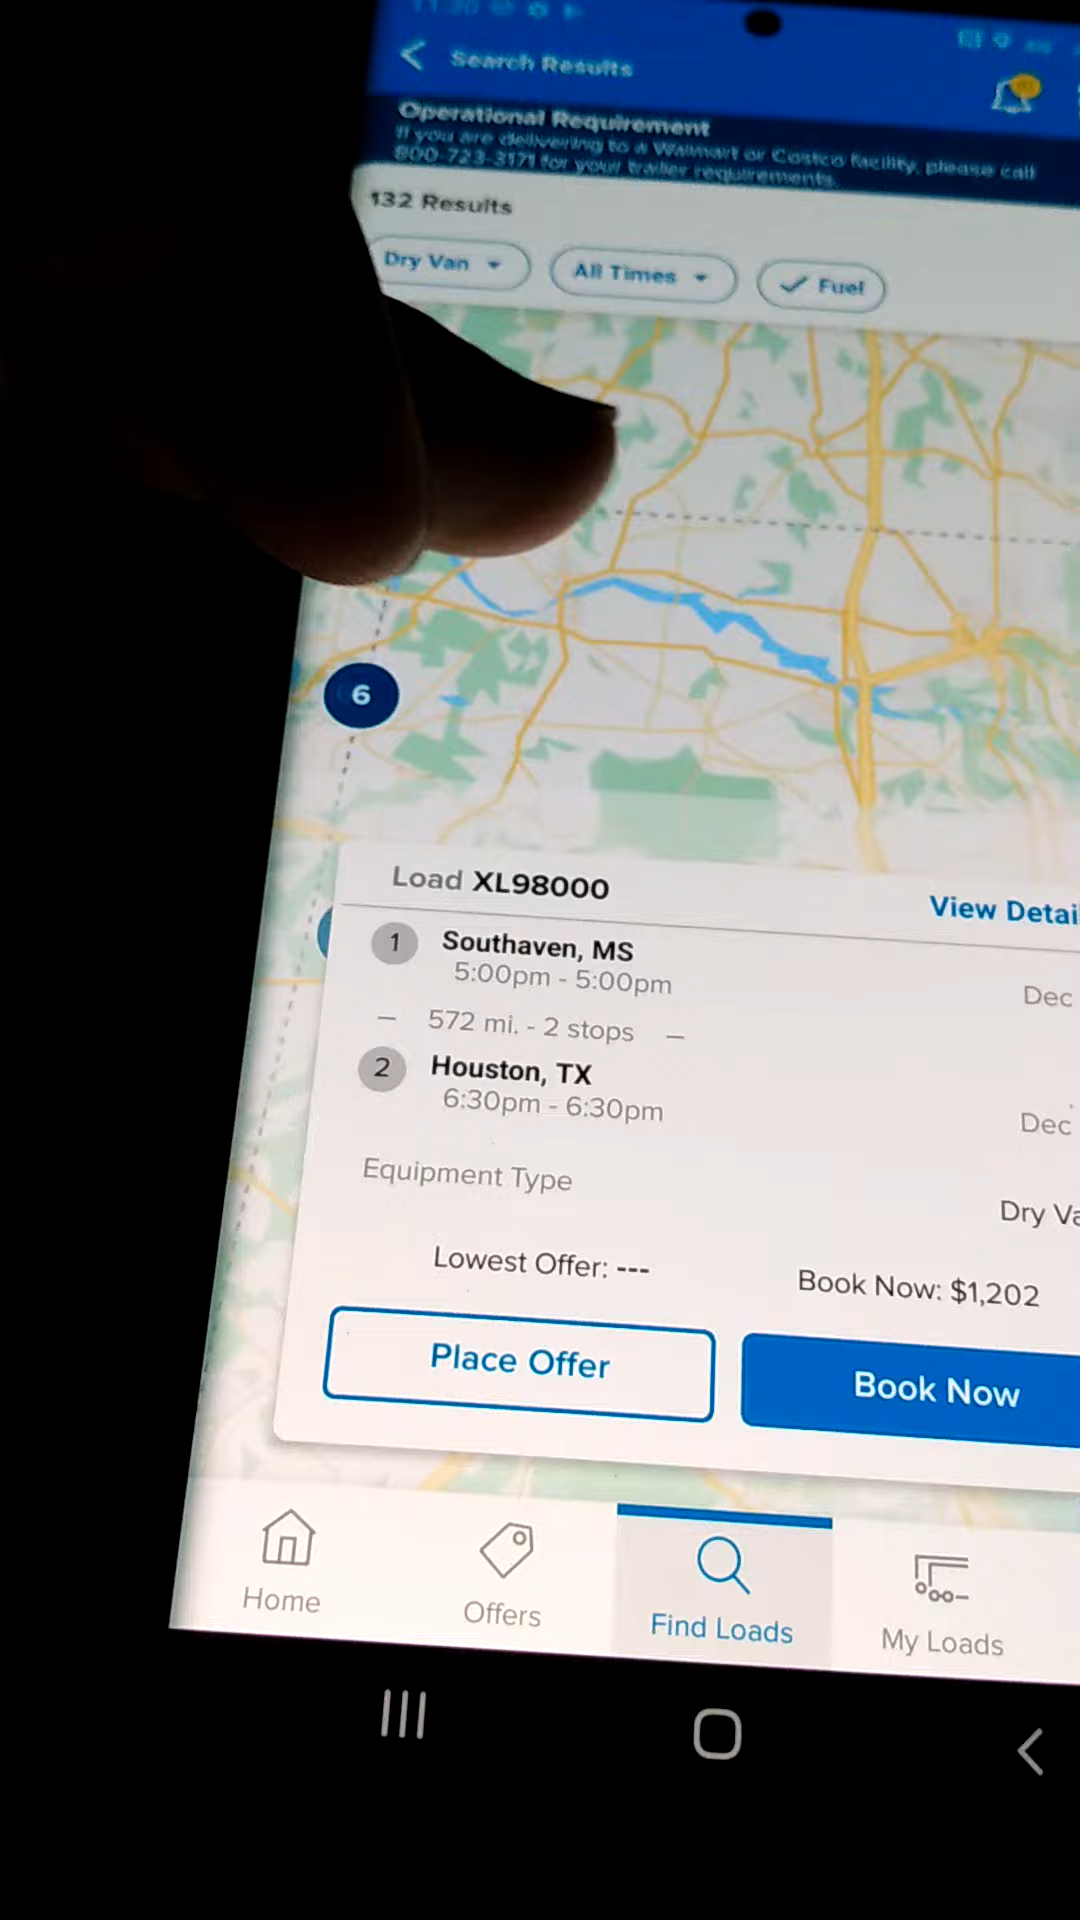 11:30
Search Results
Operational Requirement
If you are delivering to a Walmart or Costco facility, please call
800-723-3171 for your trailer requirements.
132 Results
Dry Van
All Times
Fuel
6
Load XL98000
View Detai
1
Southaven, MS
5:00pm - 5:00pm
Dec
— 572 mi. - 2 stops —
2
Houston, TX
6:30pm - 6:30pm
Dec
Equipment Type
Dry Va
Lowest Offer: ---
Book Now: $1,202
Place Offer
Book Now
Home
Offers
Find Loads
My Loads